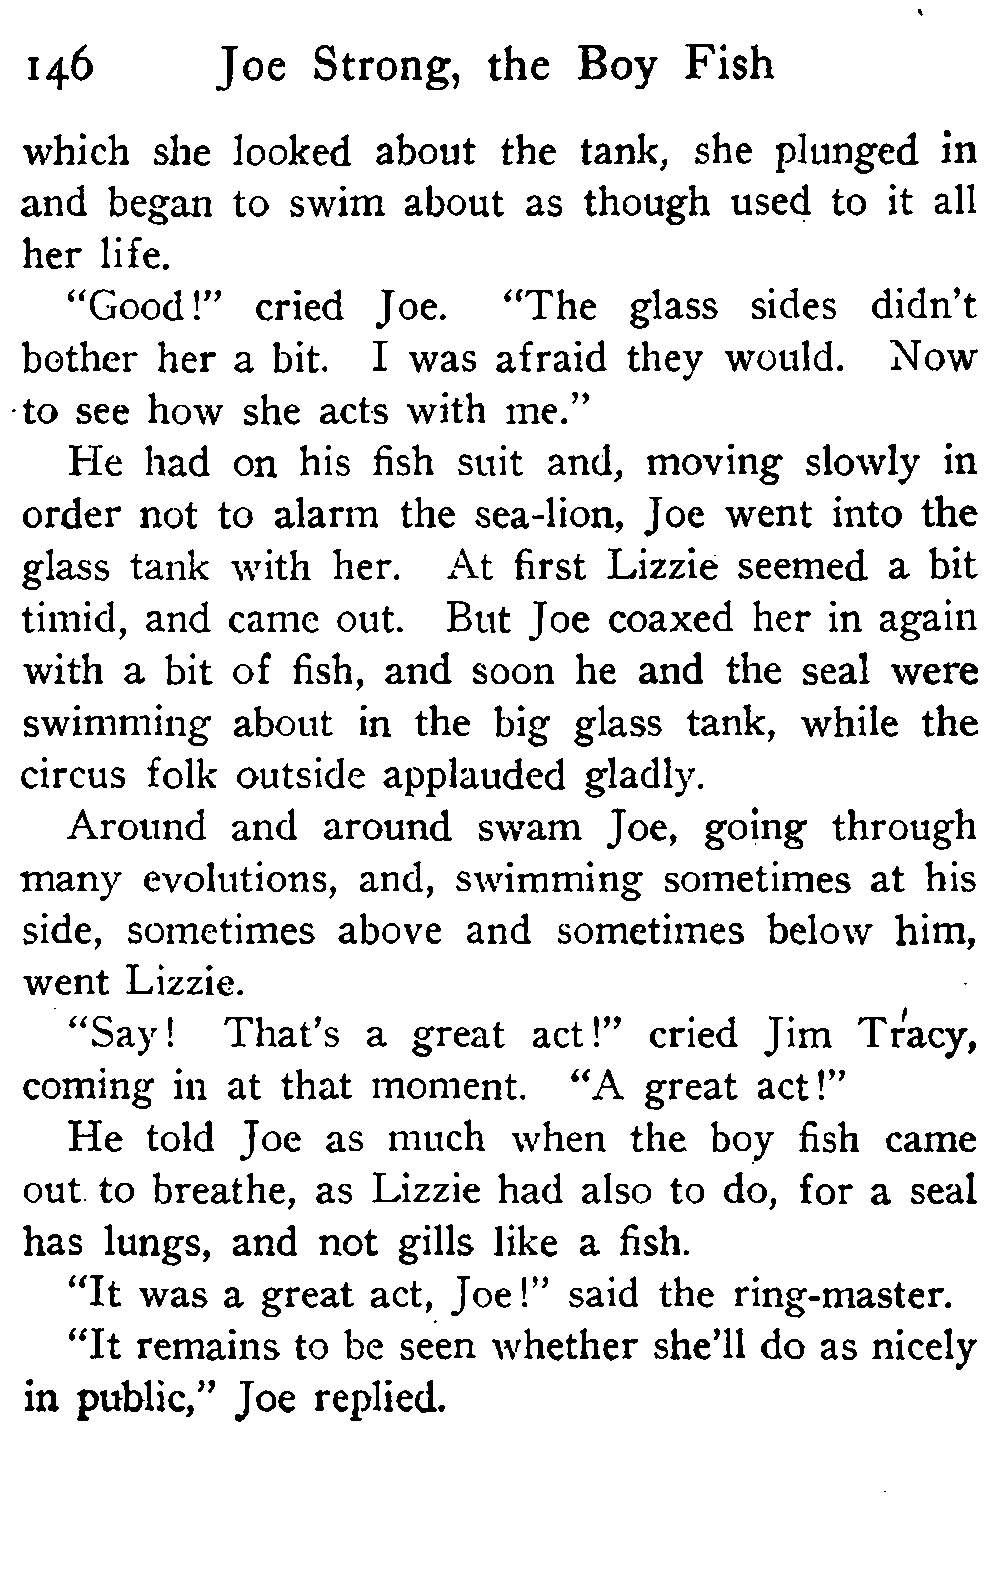 146 Joe Strong, the Boy Fish
which she looked about the tank, she plunged in
and began to swim about as though used to it all
her life.
"Good!" cried Joe. "The glass sides didn't
bother her a bit. I was afraid they would. Now
to see how she acts with me."
He had on his fish suit and, moving slowly in
order not to alarm the sea-lion, Joe went into the
glass tank with her. At first Lizzie seemed a bit
timid, and came out. But Joe coaxed her in again
with a bit of fish, and soon he and the seal were
swimming about in the big glass tank, while the
circus folk outside applauded gladly.
Around and around swam Joe, going through
many evolutions, and, swimming sometimes at his
side, sometimes above and sometimes below him,
went Lizzie.
"Say! That's a great act!" cried Jim Tracy,
coming in at that moment. "A great act!"
He told Joe as much when the boy fish came
out to breathe, as Lizzie had also to do, for a seal
has lungs, and not gills like a fish.
"It was a great act, Joe!" said the ring-master.
"It remains to be seen whether she'll do as nicely
in public," Joe replied.